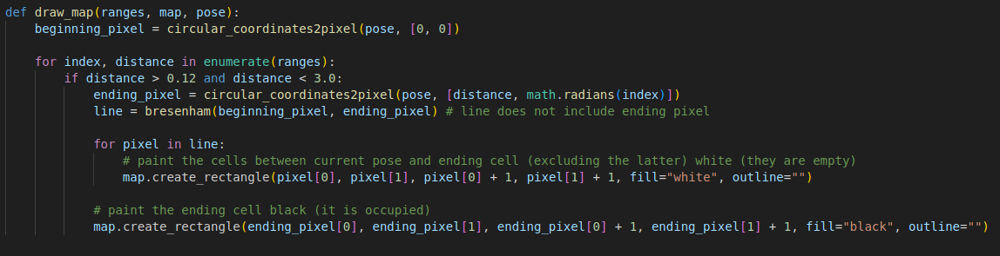 def draw_map(ranges, map, pose):
    beginning_pixel = circular_coordinates2pixel(pose, [0, 0])

    for index, distance in enumerate(ranges):
        if distance > 0.12 and distance < 3.0:
            ending_pixel = circular_coordinates2pixel(pose, [distance, math.radians(index)])
            line = bresenham(beginning_pixel, ending_pixel) # line does not include ending pixel

            for pixel in line:
                # paint the cells between current pose and ending cell (excluding the latter) white (they are empty)
                map.create_rectangle(pixel[0], pixel[1], pixel[0] + 1, pixel[1] + 1, fill="white", outline="")

            # paint the ending cell black (it is occupied)
            map.create_rectangle(ending_pixel[0], ending_pixel[1], ending_pixel[0] + 1, ending_pixel[1] + 1, fill="black", outline="")